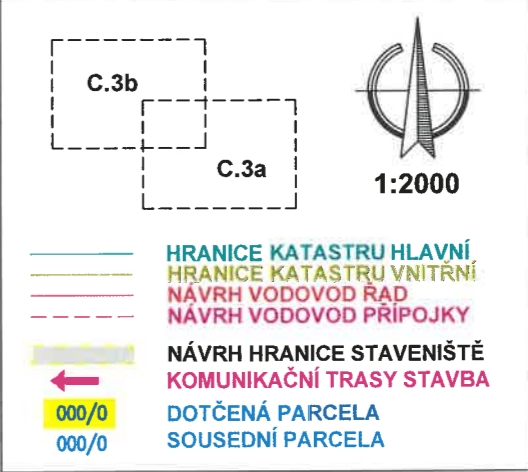 C.3b
C.3a
1:2000
HRANICE KATASTRU HLAVNÍ
HRANICE KATASTRU VNITŘNÍ
NÁVRH VODOVOD ŘAD
NÁVRH VODOVOD PŘÍPOJKY
NÁVRH HRANICE STAVENIŠTĚ
KOMUNIKAČNÍ TRASY STAVBA
000/0 DOTČENÁ PARCELA
000/0 SOUSEDNÍ PARCELA